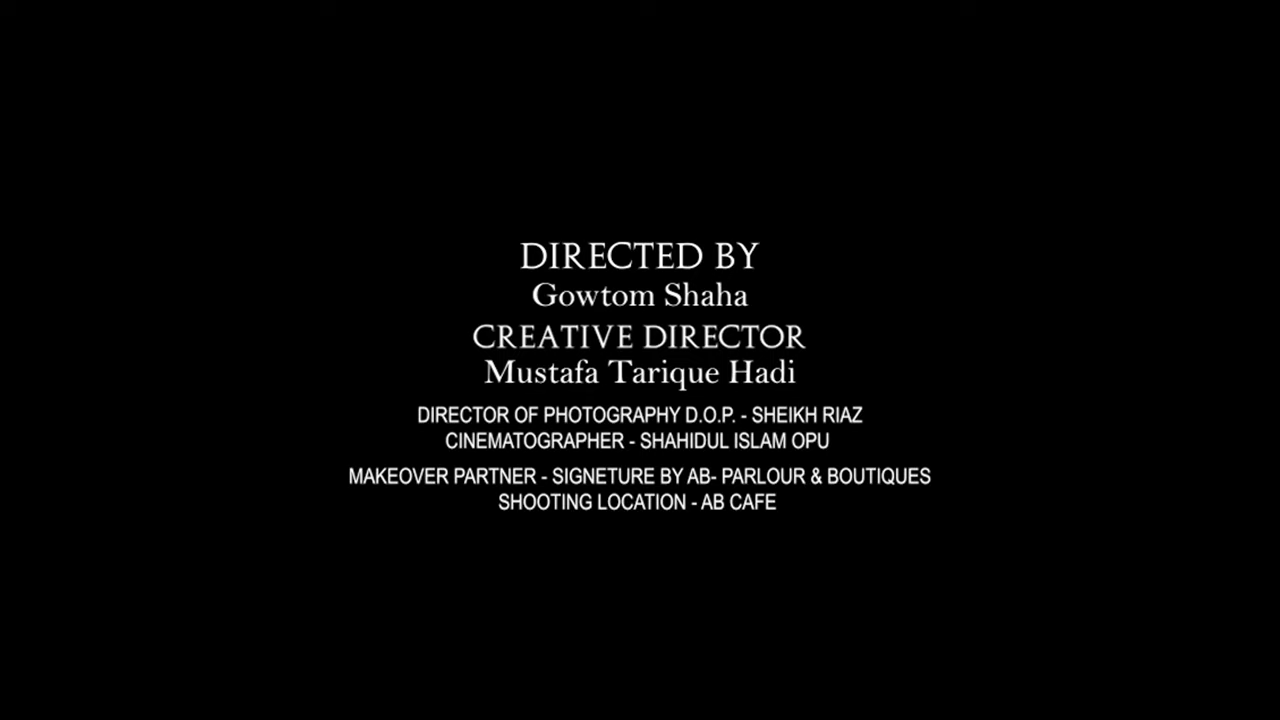 DIRECTED BY
Gowtom Shaha
CREATIVE DIRECTOR
Mustafa Tarique Hadi
DIRECTOR OF PHOTOGRAPHY D.O.P. - SHEIKH RIAZ
CINEMATOGRAPHER - SHAHIDUL ISLAM OPU
MAKEOVER PARTNER - SIGNETURE BY AB- PARLOUR & BOUTIQUES
SHOOTING LOCATION - AB CAFE